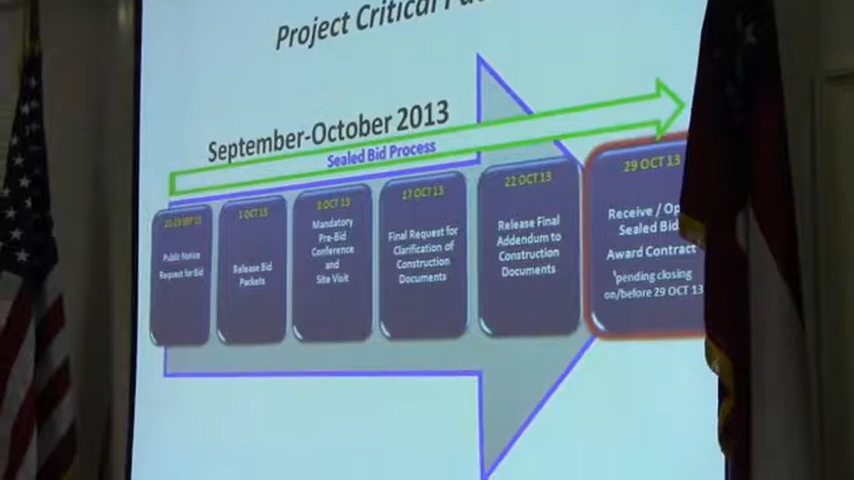 Project Critical
September-October 2013
Sealed Bid Process
Public Notice
Request for Bid
1 OCT 13
Release Bid
Packets
8 OCT 13
Mandatory
Pre-Bid
Conference
and
Site Visit
17 OCT 13
Final Request for
Clarification of
Construction
Documents
22 OCT 13
Release Final
Addendum to
Construction
Documents
29 OCT 13
Receive / Op
Sealed Bid
Award Contract
*pending closing
on/before 29 OCT 13